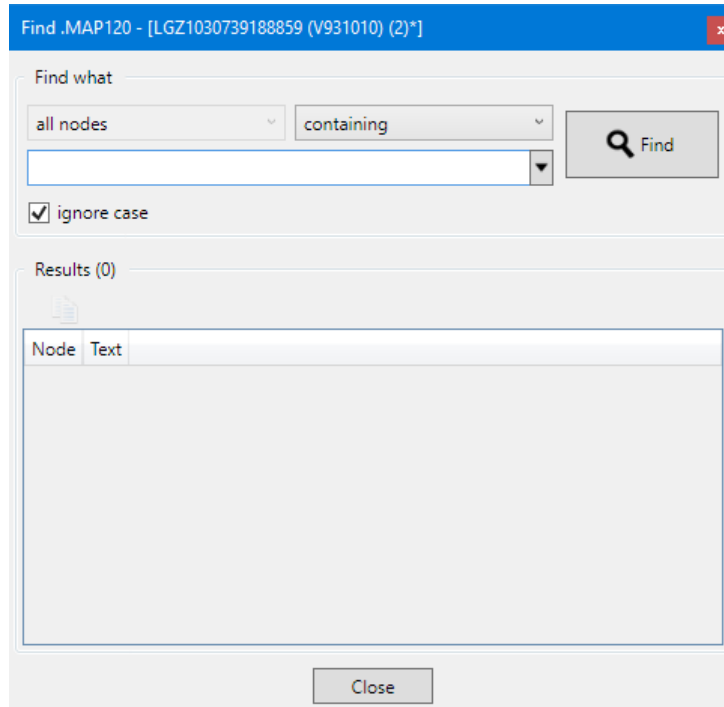 Find .MAP120 - [LGZ1030739188859 (V931010) (2)*]
x
Find what
all nodes
containing
Find
ignore case
Results (0)
Node Text
Close